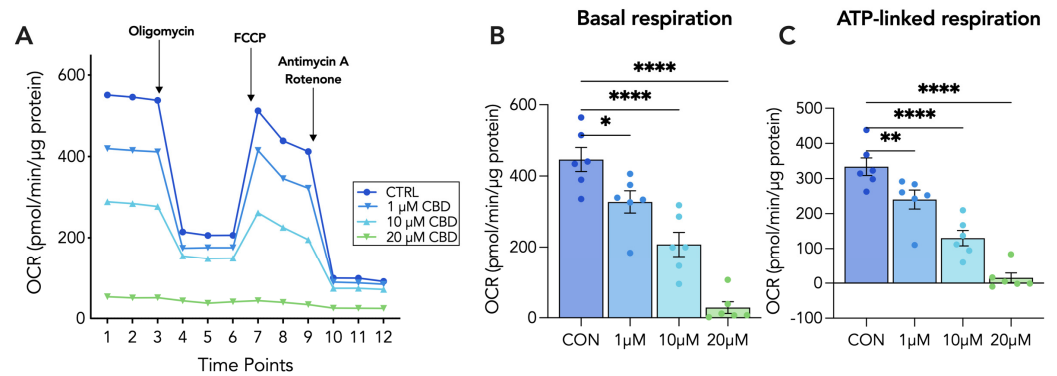 Basal respiration
ATP-linked respiration
A
B
C
Oligomycin
FCCP
Antimycin A
Rotenone
OCR (pmol/min/μg protein)
600
400
200
0
1 2 3 4 5 6 7 8 9 10 11 12
Time Points
CTRL
1 μM CBD
10 μM CBD
20 μM CBD
OCR (pmol/min/μg protein)
600
400
200
0
****
****
*
CON 1μM 10μM 20μM
OCR (pmol/min/μg protein)
500
400
300
200
100
0
-100
****
****
**
CON 1μM 10μM 20μM